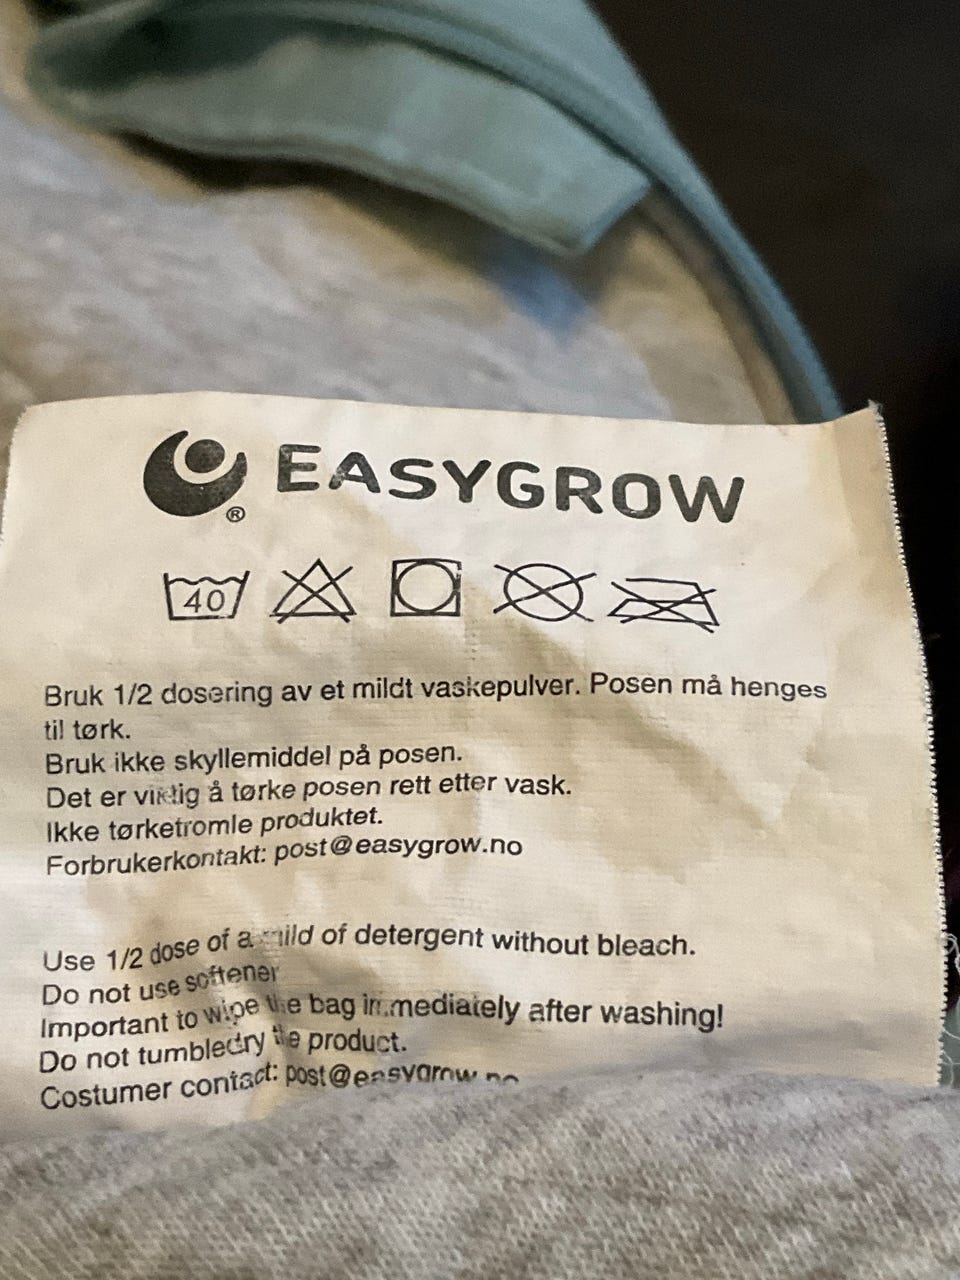 EASYGROW
®
40
Bruk 1/2 dosering av et mildt vaskepulver. Posen må henges
til tørk.
Bruk ikke skyllemiddel på posen.
Det er viktig å tørke posen rett etter vask.
Ikke tørketromle produktet.
Forbrukerkontakt: post@easygrow.no
Use 1/2 dose of a mild of detergent without bleach.
Do not use softener
Important to wipe the bag immediately after washing!
Do not tumbledry the product.
Costumer contact: post@easygrow.no